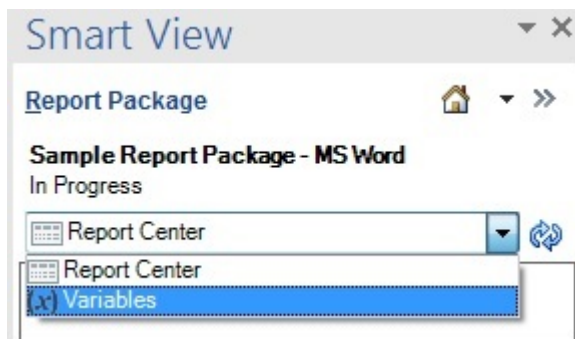 Smart View
Report Package
Sample Report Package - MS Word
In Progress
Report Center
Report Center
(x) Variables